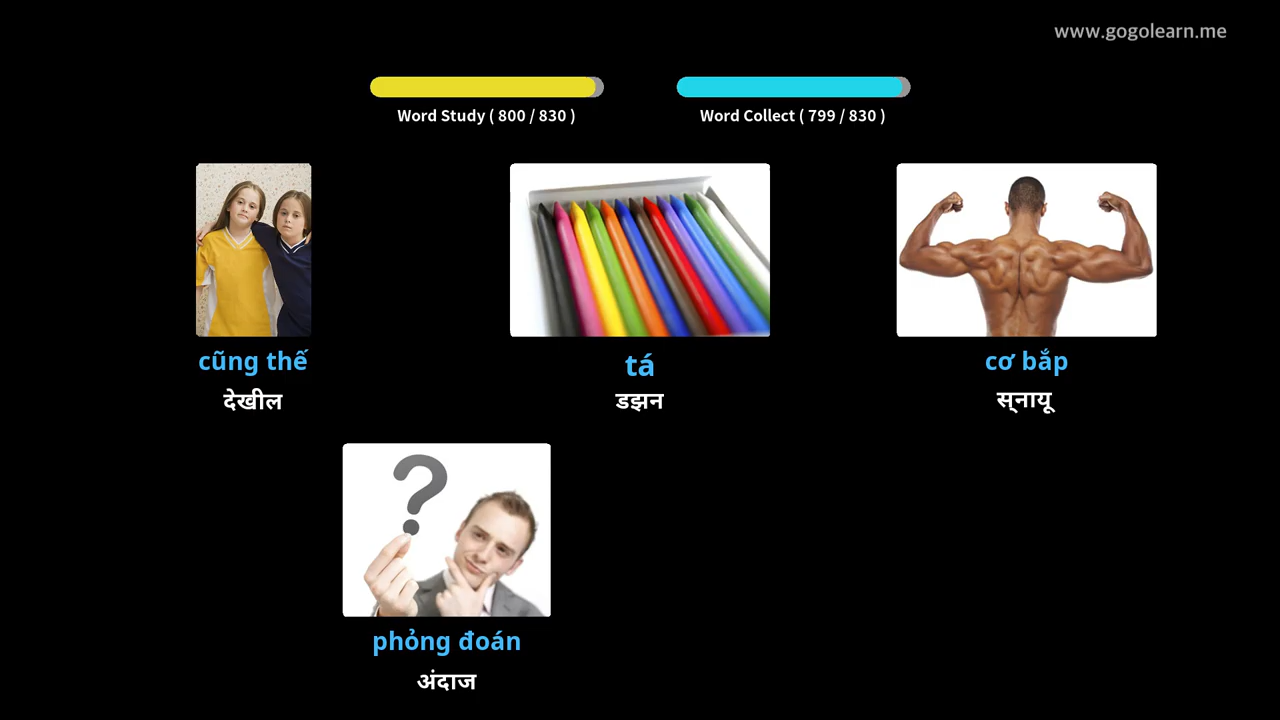 www.gogolearn.me
Word Study ( 800 / 830 )
Word Collect ( 799 / 830 )
cũng thế
tá
cơ bắp
देखील
डझन
स्नायू
phỏng đoán
अंदाज